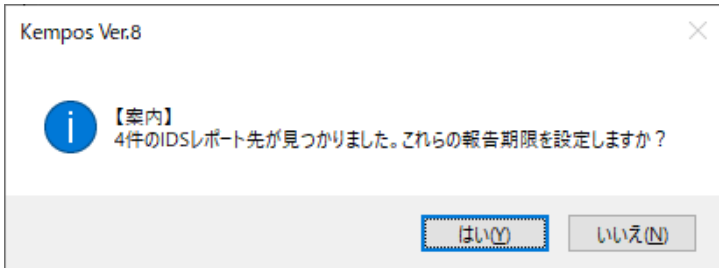 Kempos Ver.8
【案内】
4件のIDSレポート先が見つかりました。これらの報告期限を設定しますか？
はい(Y)
いいえ(N)